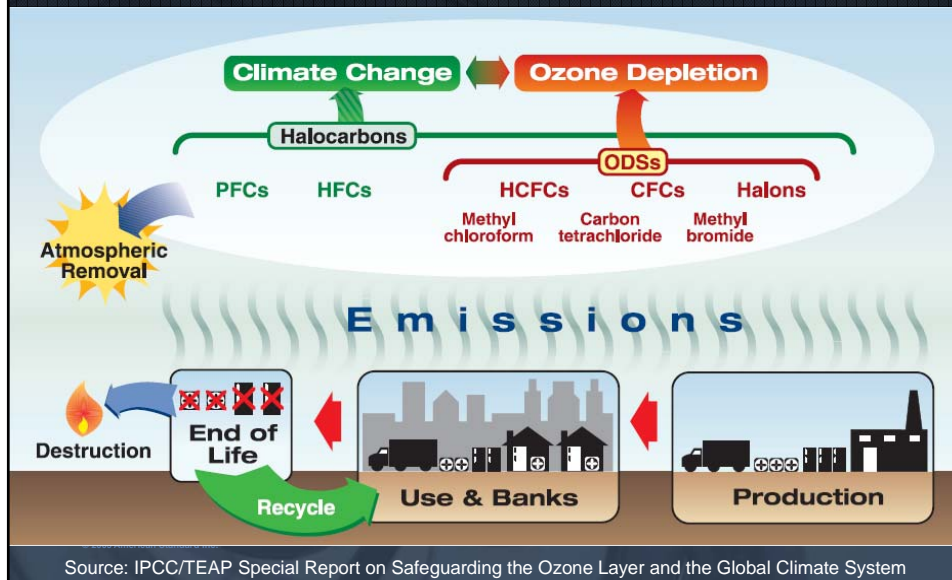 Climate Change
Ozone Depletion
Halocarbons
ODSs
PFCs
HFCs
HCFCs
CFCs
Halons
Methyl
chloroform
Carbon
tetrachloride
Methyl
bromide
Atmospheric
Removal
Emissions
Destruction
End of
Life
Use & Banks
Production
Recycle
Source: IPCC/TEAP Special Report on Safeguarding the Ozone Layer and the Global Climate System